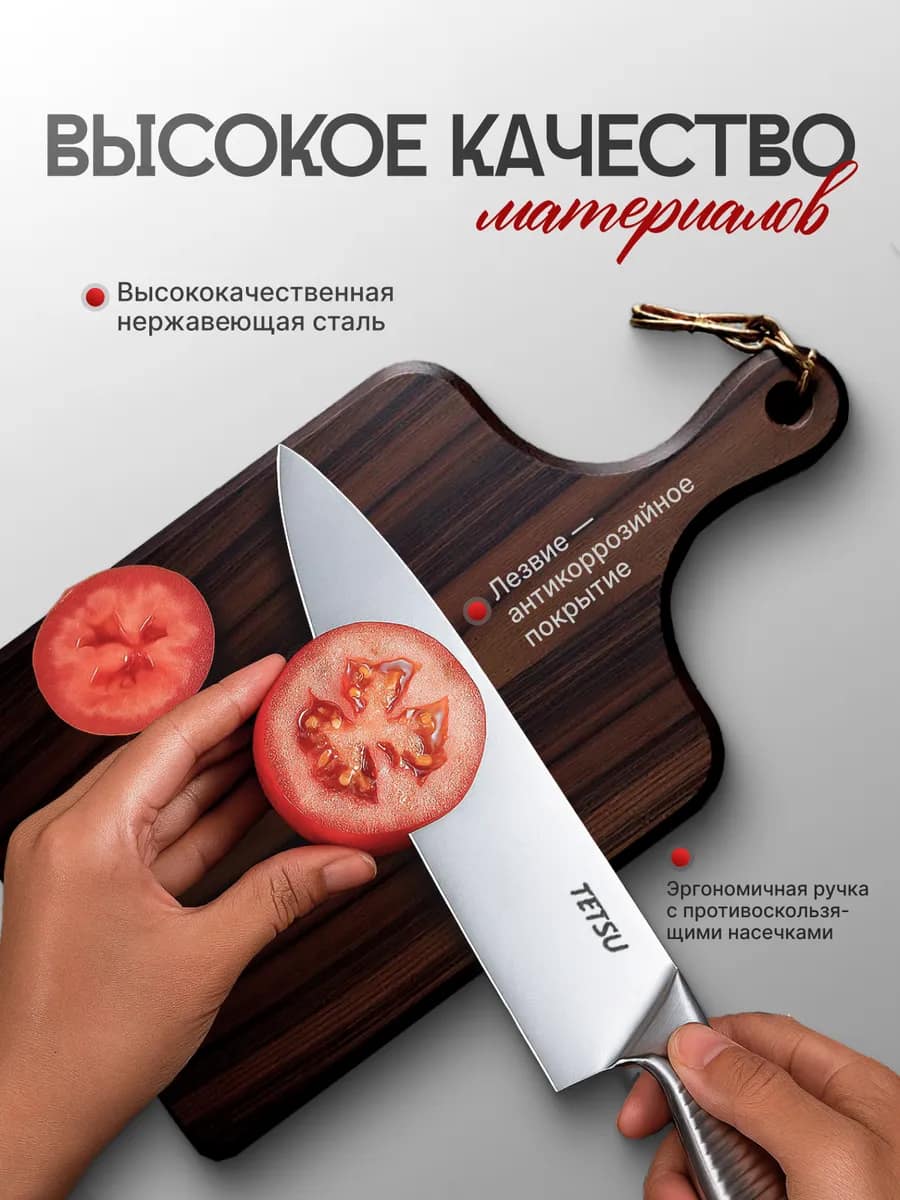 ВЫСОКОЕ КАЧЕСТВО
материалов
Высококачественная
нержавеющая сталь
Лезвие —
антикоррозийное
покрытие
TETSU
Эргономичная ручка
с противоскользя-
щими насечками